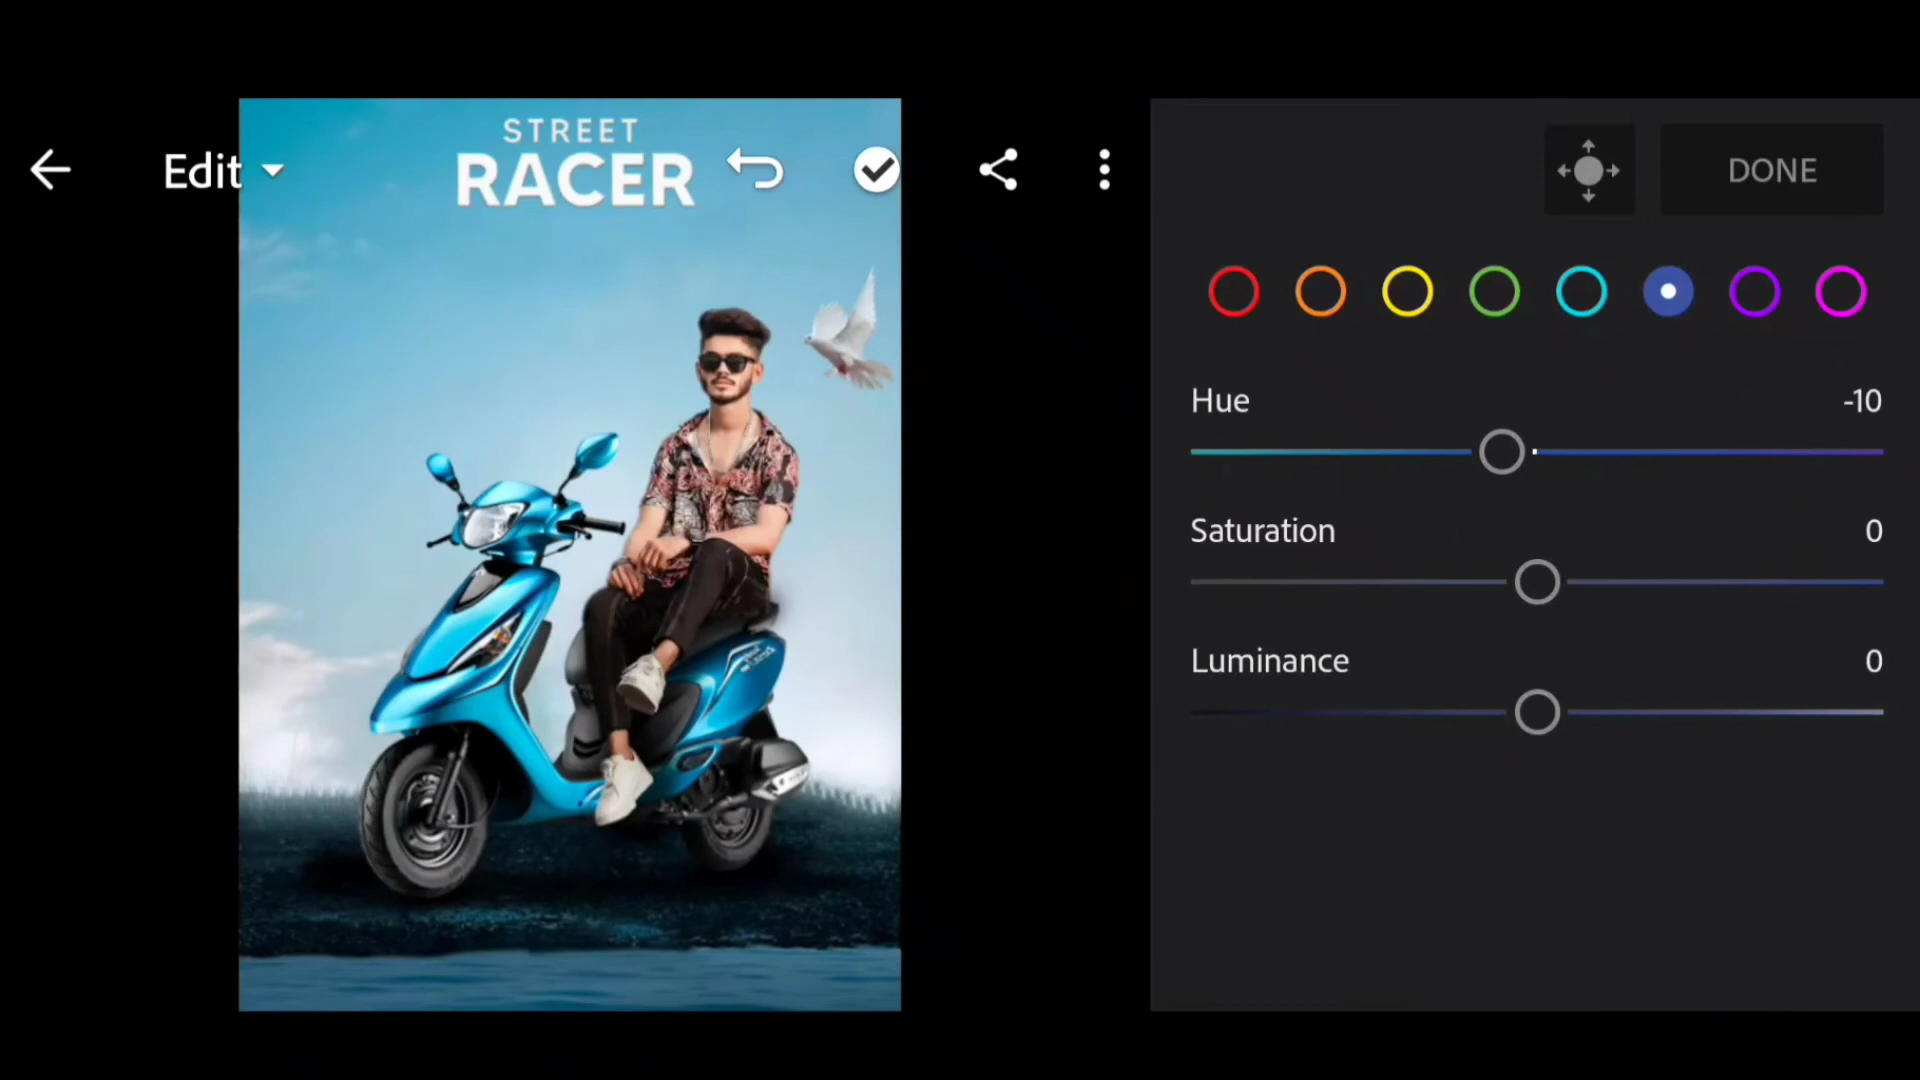 Edit
STREET
RACER
DONE
Hue
-10
Saturation
0
Luminance
0